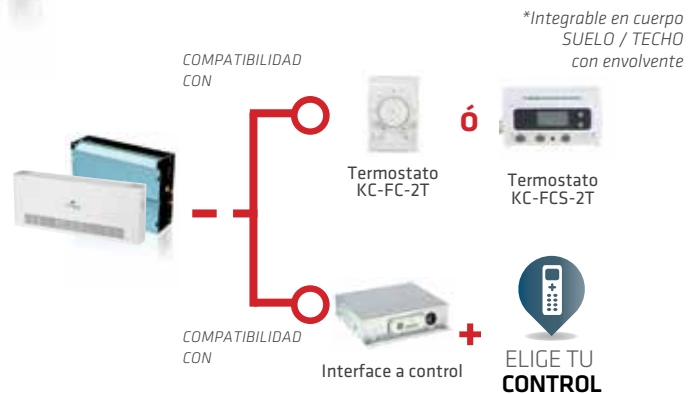 *Integrable en cuerpo
SUELO / TECHO
con envolvente
COMPATIBILIDAD
CON
ó
Termostato
KC-FC-2T
Termostato
KC-FCS-2T
COMPATIBILIDAD
CON
Interface a control
+
ELIGE TU
CONTROL